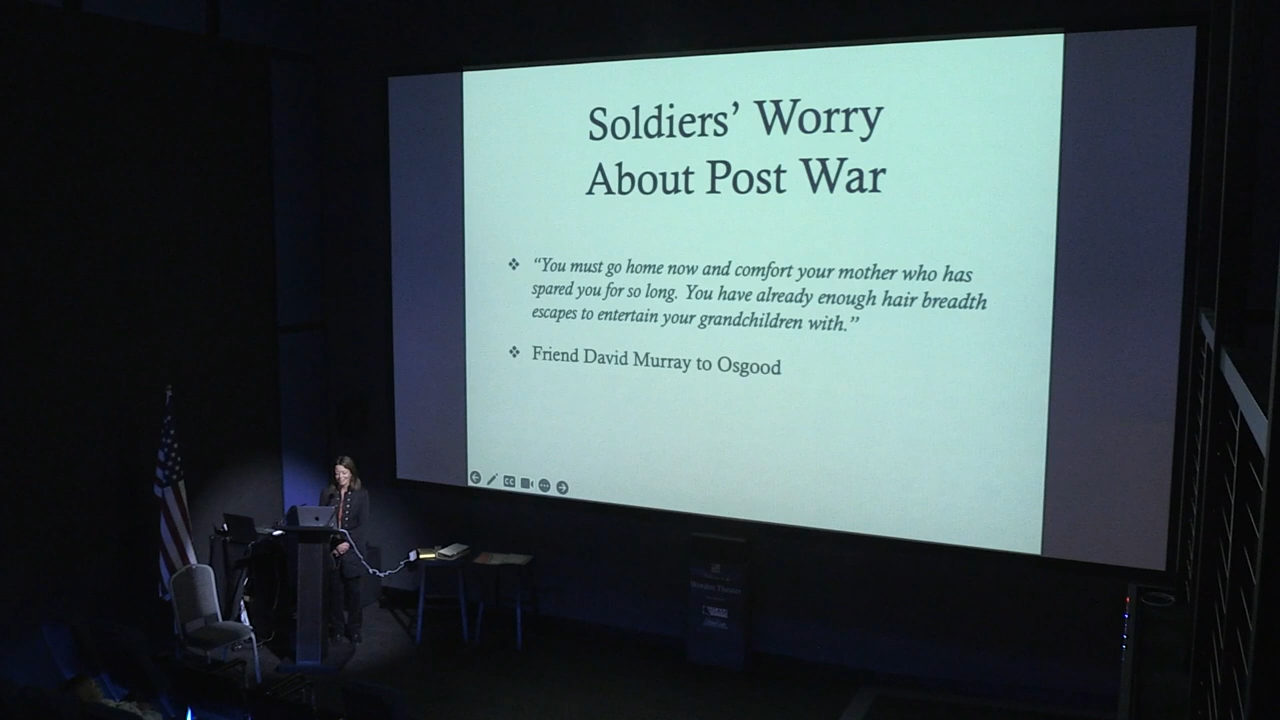 Soldiers’ Worry
About Post War
❖ “You must go home now and comfort your mother who has
spared you for so long. You have already enough hair breadth
escapes to entertain your grandchildren with.”
❖ Friend David Murray to Osgood
CC
Theater